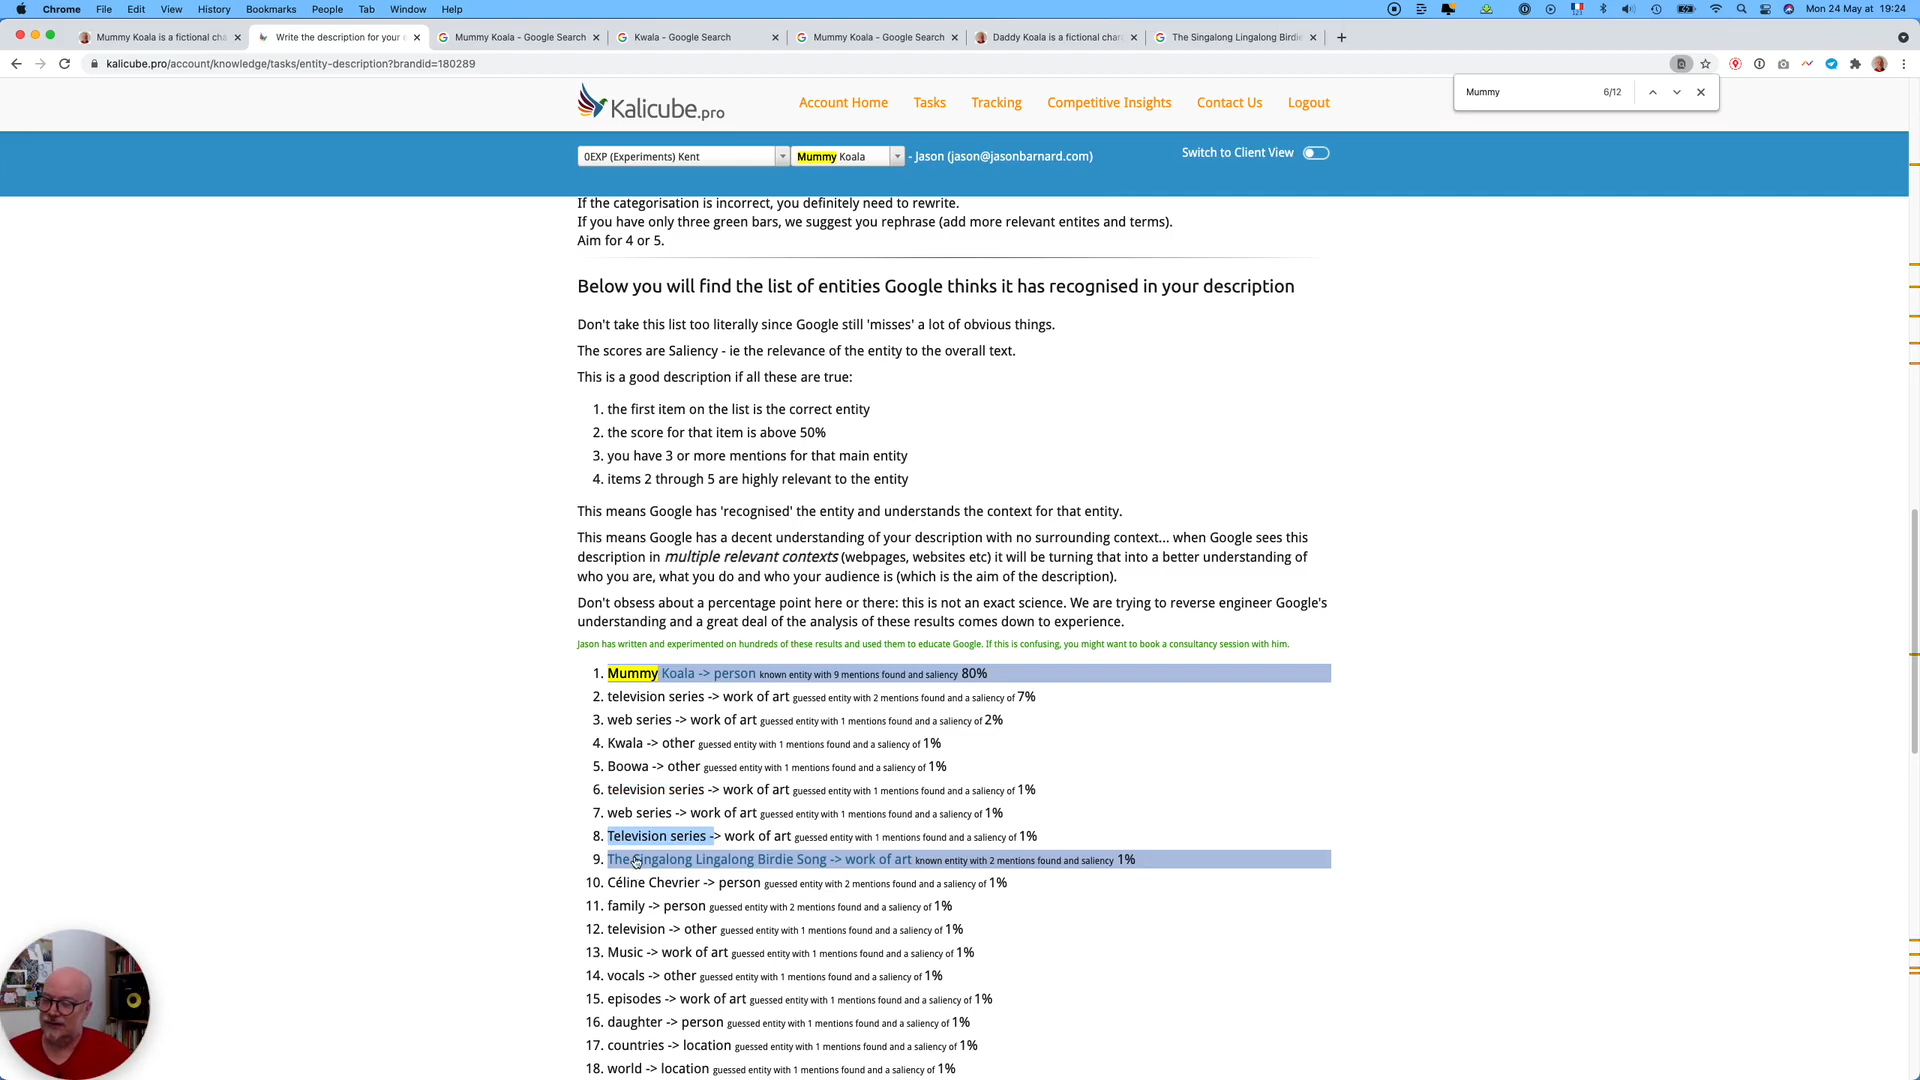 Chrome File Edit View History Bookmarks People Tab Window Help Mon 24 May at 19:24
Mummy Koala is a fictional cha Write the description for your e Mummy Koala - Google Search Kwala - Google Search Mummy Koala - Google Search Daddy Koala is a fictional char The Singalong Lingalong Birdie
kalicube.pro/account/knowledge/tasks/entity-description?brandid=180289
Mummy 6/12
Kalicube.pro Account Home Tasks Tracking Competitive Insights Contact Us Logout
0EXP (Experiments) Kent Mummy Koala - Jason (jason@jasonbarnard.com) Switch to Client View
If the categorisation is incorrect, you definitely need to rewrite.
If you have only three green bars, we suggest you rephrase (add more relevant entites and terms).
Aim for 4 or 5.
Below you will find the list of entities Google thinks it has recognised in your description
Don't take this list too literally since Google still 'misses' a lot of obvious things.
The scores are Saliency - ie the relevance of the entity to the overall text.
This is a good description if all these are true:
1. the first item on the list is the correct entity
2. the score for that item is above 50%
3. you have 3 or more mentions for that main entity
4. items 2 through 5 are highly relevant to the entity
This means Google has 'recognised' the entity and understands the context for that entity.
This means Google has a decent understanding of your description with no surrounding context... when Google sees this
description in multiple relevant contexts (webpages, websites etc) it will be turning that into a better understanding of
who you are, what you do and who your audience is (which is the aim of the description).
Don't obsess about a percentage point here or there: this is not an exact science. We are trying to reverse engineer Google's
understanding and a great deal of the analysis of these results comes down to experience.
Jason has written and experimented on hundreds of these results and used them to educate Google. If this is confusing, you might want to book a consultancy session with him.
1. Mummy Koala -> person known entity with 9 mentions found and saliency 80%
2. television series -> work of art guessed entity with 2 mentions found and a saliency of 7%
3. web series -> work of art guessed entity with 1 mentions found and a saliency of 2%
4. Kwala -> other guessed entity with 1 mentions found and a saliency of 1%
5. Boowa -> other guessed entity with 1 mentions found and a saliency of 1%
6. television series -> work of art guessed entity with 1 mentions found and a saliency of 1%
7. web series -> work of art guessed entity with 1 mentions found and a saliency of 1%
8. Television series -> work of art guessed entity with 1 mentions found and a saliency of 1%
9. The Singalong Lingalong Birdie Song -> work of art known entity with 2 mentions found and saliency 1%
10. Céline Chevrier -> person guessed entity with 2 mentions found and a saliency of 1%
11. family -> person guessed entity with 2 mentions found and a saliency of 1%
12. television -> other guessed entity with 1 mentions found and a saliency of 1%
13. Music -> work of art guessed entity with 1 mentions found and a saliency of 1%
14. vocals -> other guessed entity with 1 mentions found and a saliency of 1%
15. episodes -> work of art guessed entity with 1 mentions found and a saliency of 1%
16. daughter -> person guessed entity with 1 mentions found and a saliency of 1%
17. countries -> location guessed entity with 1 mentions found and a saliency of 1%
18. world -> location guessed entity with 1 mentions found and a saliency of 1%